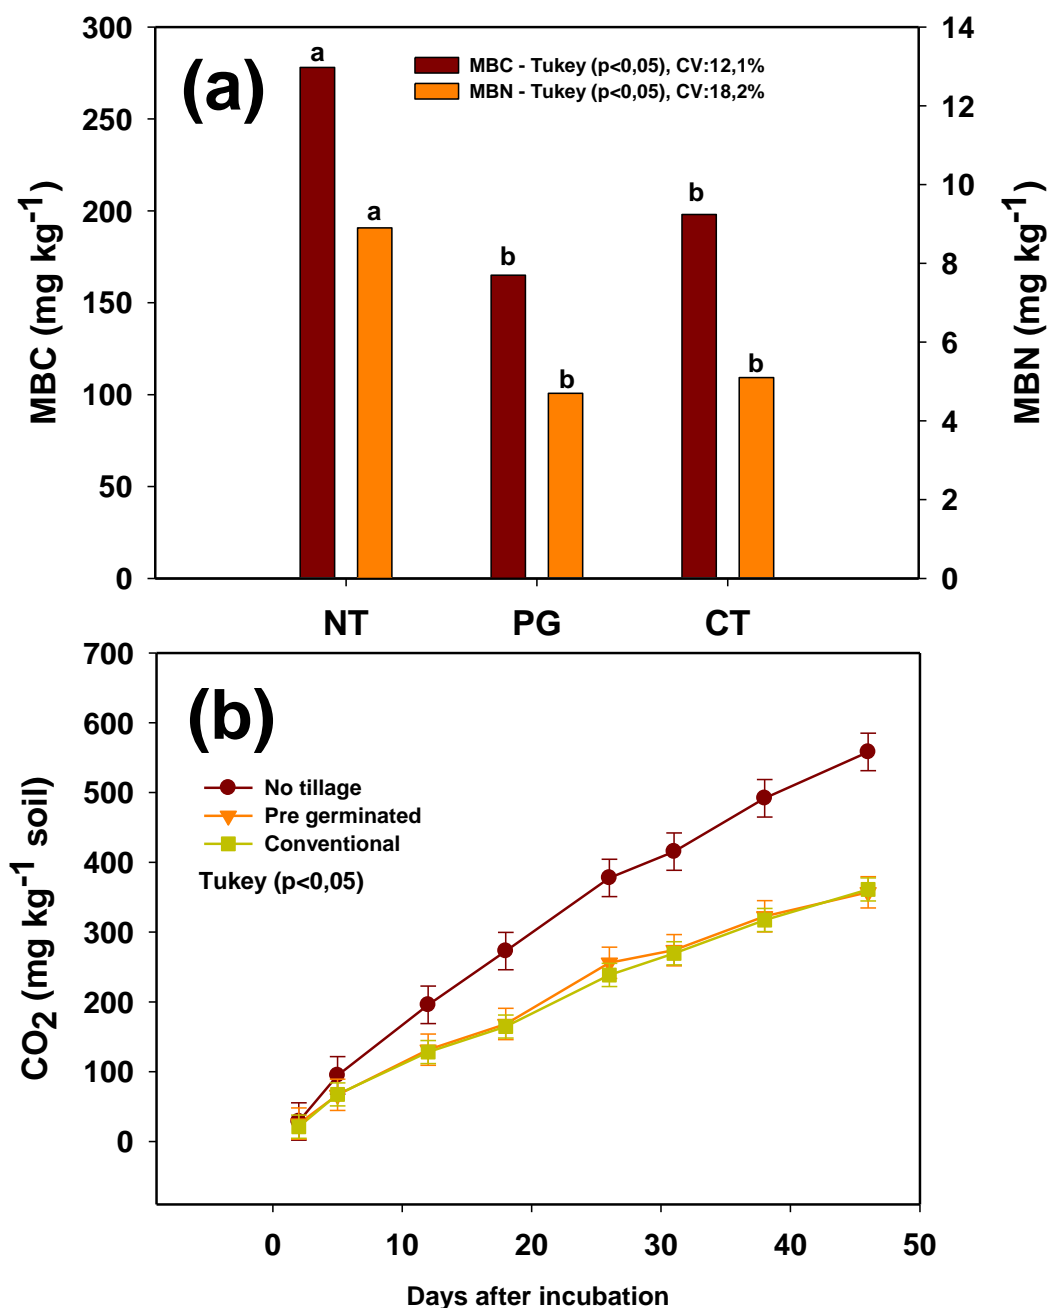 (a)
MBC - Tukey (p<0,05), CV:12,1%
MBN - Tukey (p<0,05), CV:18,2%
MBC (mg kg-1)
300
250
200
150
100
50
0
MBN (mg kg-1)
14
12
10
8
6
4
2
0
a
a
b
b
b
b
NT PG CT
(b)
No tillage
Pre germinated
Conventional
Tukey (p<0,05)
CO2 (mg kg-1 soil)
700
600
500
400
300
200
100
0
0 10 20 30 40 50
Days after incubation